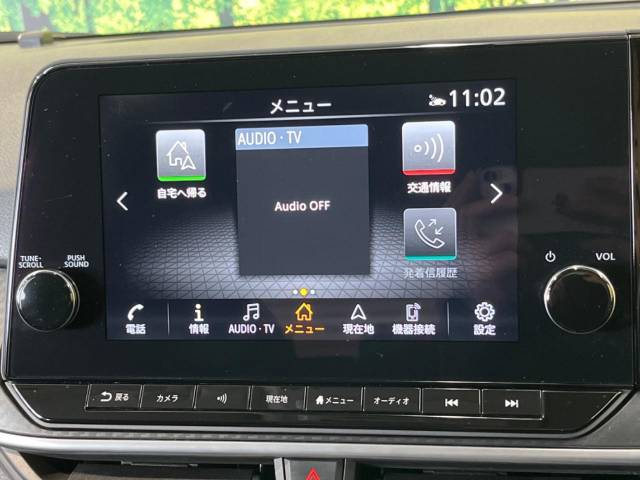 メニュー
11:02
自宅へ帰る
AUDIO・TV
Audio OFF
交通情報
発着信履歴
TUNE・SCROLL
PUSH SOUND
VOL
電話
情報
AUDIO・TV
メニュー
現在地
機器接続
設定
戻る
カメラ
現在地
メニュー
オーディオ